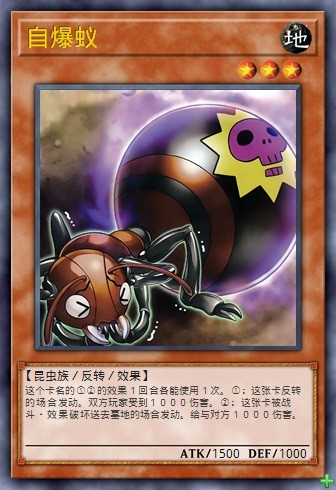 自爆蚁
地
【昆虫族／反转／效果】
这个卡名的①②的效果1回合各能使用1次。①：这张卡反转
的场合发动。双方玩家受到1000伤害。②：这张卡被战
斗·效果破坏送去墓地的场合发动。给与对方1000伤害。
ATK/1500 DEF/1000